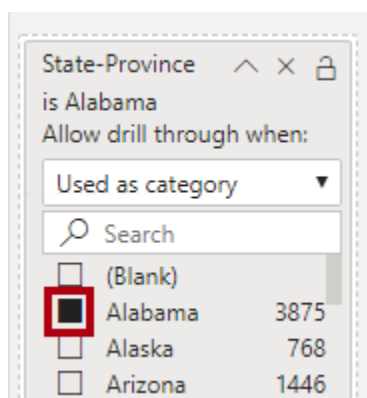 State-Province
is Alabama
Allow drill through when:
Used as category
Search
(Blank)
Alabama 3875
Alaska 768
Arizona 1446